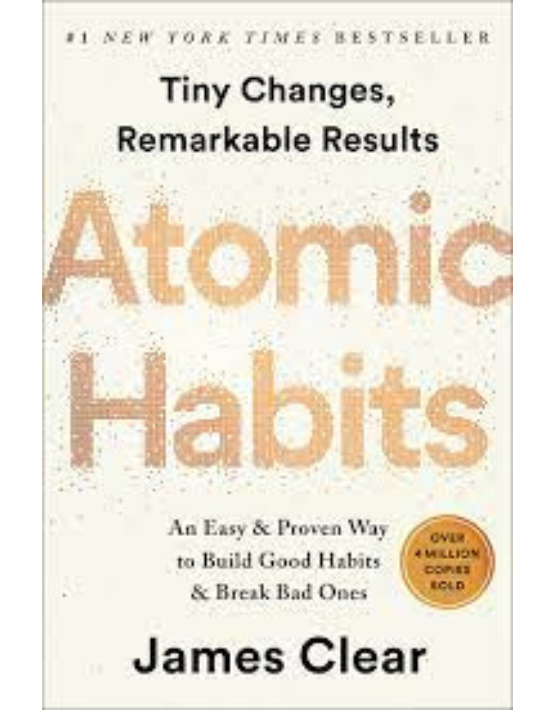 #1 NEW YORK TIMES BESTSELLER
Tiny Changes,
Remarkable Results
Atomic
Habits
An Easy & Proven Way
to Build Good Habits
& Break Bad Ones
OVER
4 MILLION
COPIES
SOLD
James Clear